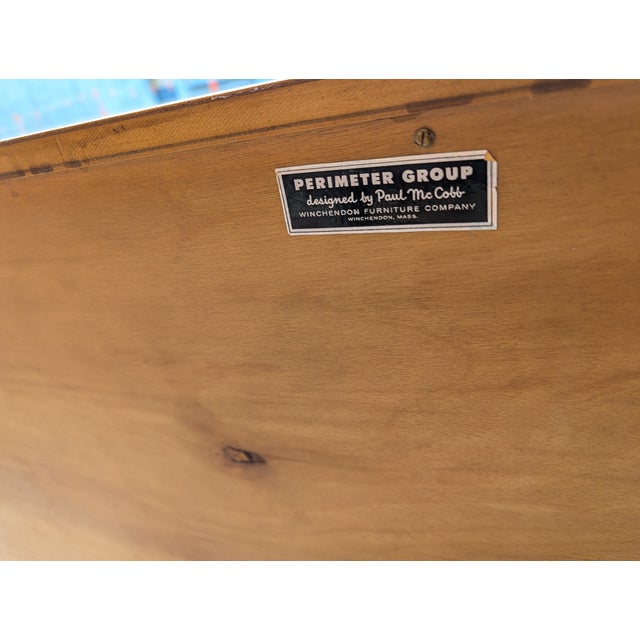 PERIMETER GROUP
designed by Paul McCobb
WINCHENDON FURNITURE COMPANY
WINCHENDON, MASS.